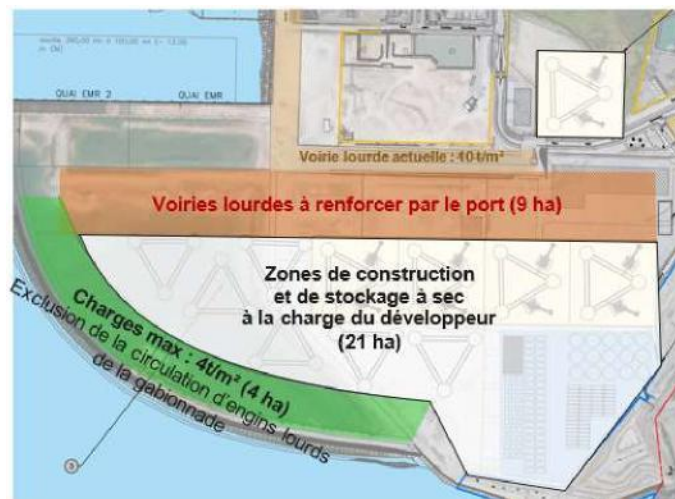 QUAI EMR 2
QUAI EMR
Voirie lourde actuelle : 10t/m²
Voiries lourdes à renforcer par le port (9 ha)
Zones de construction
et de stockage à sec
à la charge du développeur
(21 ha)
Charges max : 4t/m² (4 ha)
Exclusion de la circulation d'engins lourds
de la gabionnade